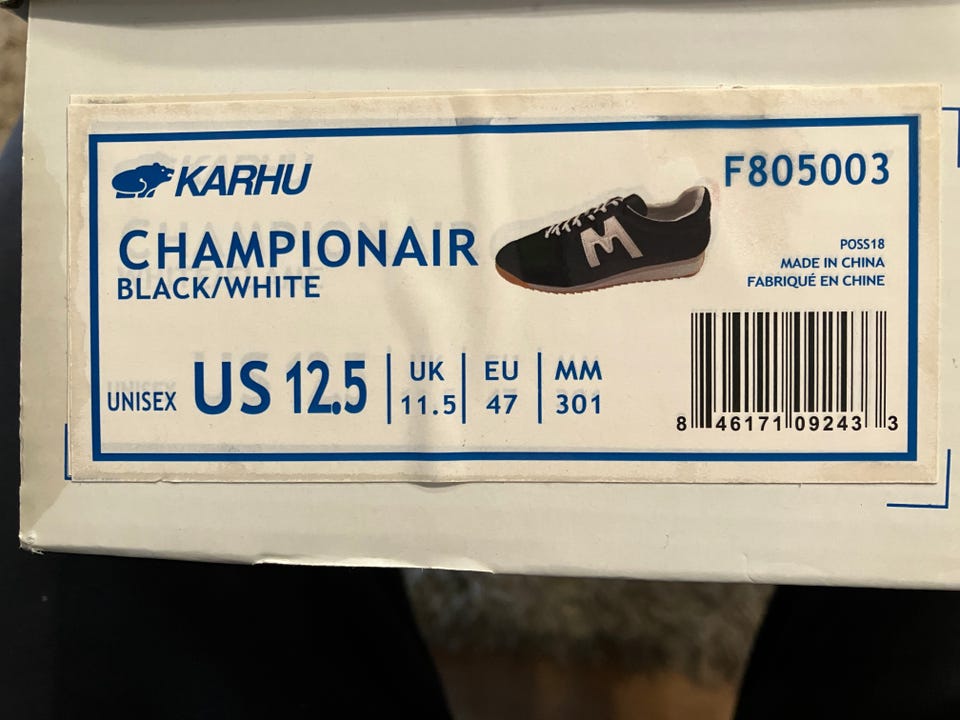 KARHU
F805003
CHAMPIONAIR
BLACK/WHITE
M
POSS18
MADE IN CHINA
FABRIQUÉ EN CHINE
UNISEX US 12.5
UK
11.5
EU
47
MM
301
8 46171 09243 3